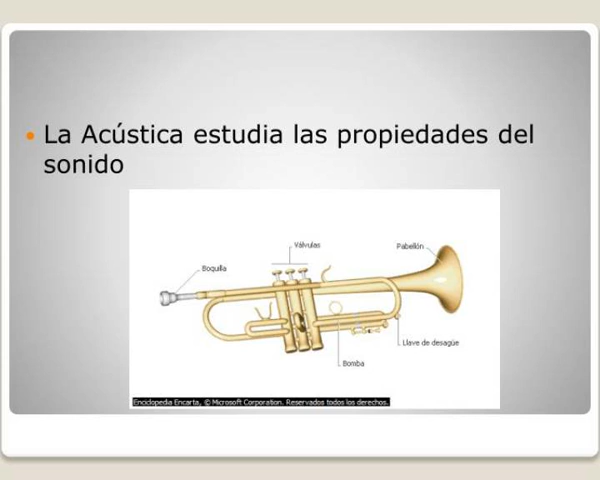 La Acústica estudia las propiedades del
sonido
Válvulas
Pabellón
Boquilla
Llave de desagüe
Bomba
Enciclopedia Encarta, © Microsoft Corporation. Reservados todos los derechos.